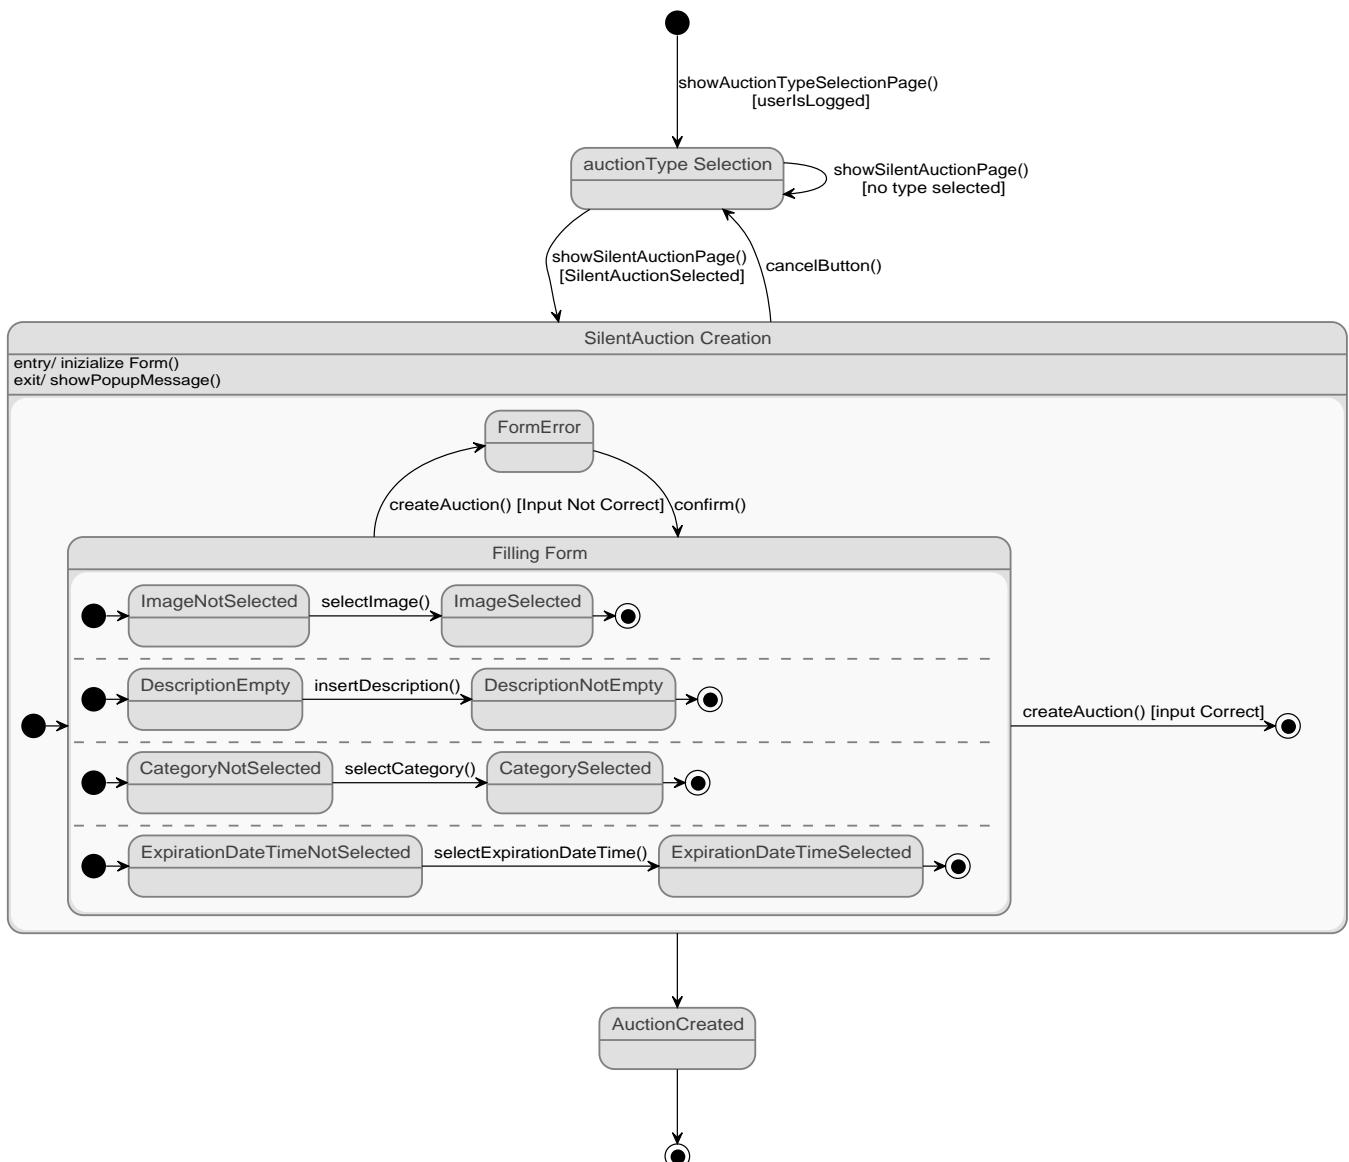 showAuctionTypeSelectionPage()
[userIsLogged]
auctionType Selection
showSilentAuctionPage()
[no type selected]
showSilentAuctionPage()
[SilentAuctionSelected]
cancelButton()
SilentAuction Creation
entry/ inizialize Form()
exit/ showPopupMessage()
FormError
createAuction() [Input Not Correct]
confirm()
Filling Form
ImageNotSelected
selectImage()
ImageSelected
DescriptionEmpty
insertDescription()
DescriptionNotEmpty
createAuction() [input Correct]
CategoryNotSelected
selectCategory()
CategorySelected
ExpirationDateTimeNotSelected
selectExpirationDateTime()
ExpirationDateTimeSelected
AuctionCreated